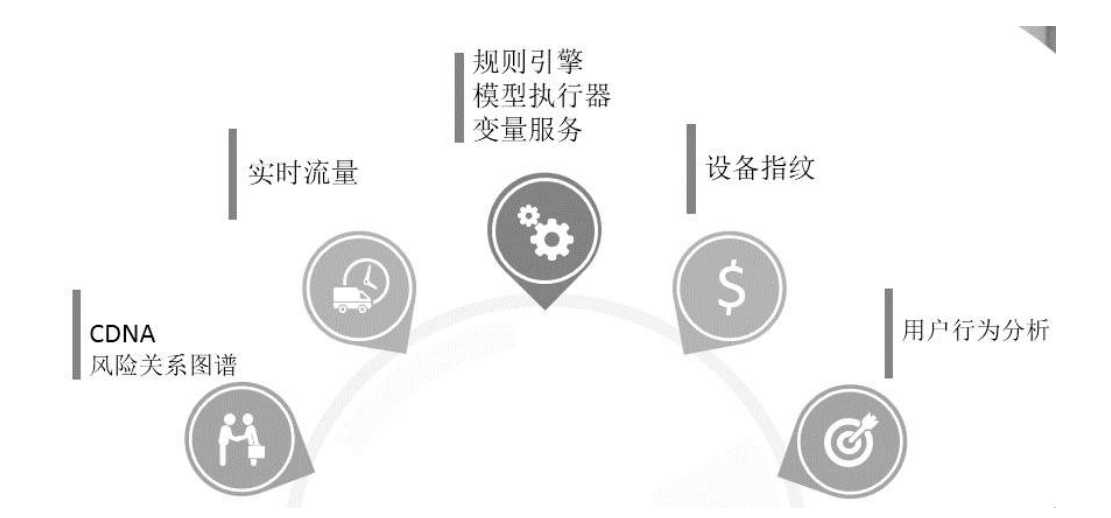 规则引擎
模型执行器
变量服务
实时流量
设备指纹
CDNA
风险关系图谱
用户行为分析
$